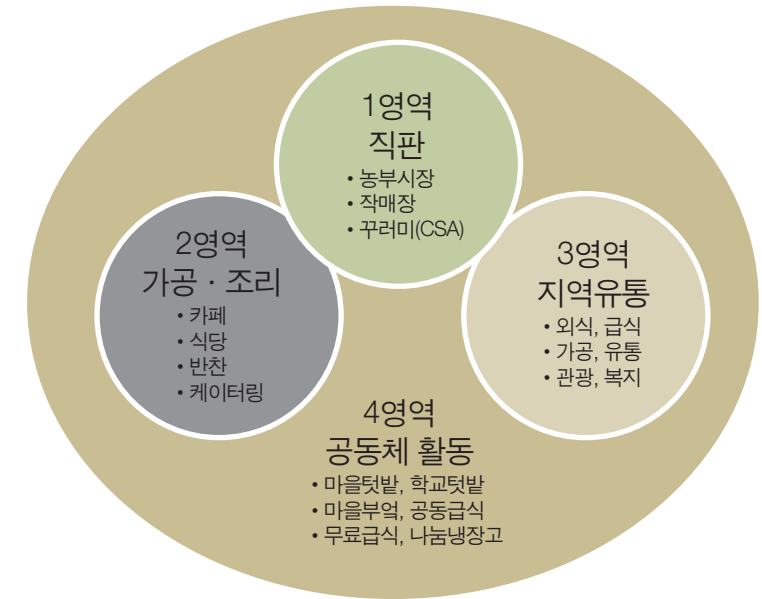 1영역
직판
• 농부시장
• 작매장
• 꾸러미(CSA)
2영역
가공 · 조리
• 카페
• 식당
• 반찬
• 케이터링
3영역
지역유통
• 외식, 급식
• 가공, 유통
• 관광, 복지
4영역
공동체 활동
• 마을텃밭, 학교텃밭
• 마을부엌, 공동급식
• 무료급식, 나눔냉장고